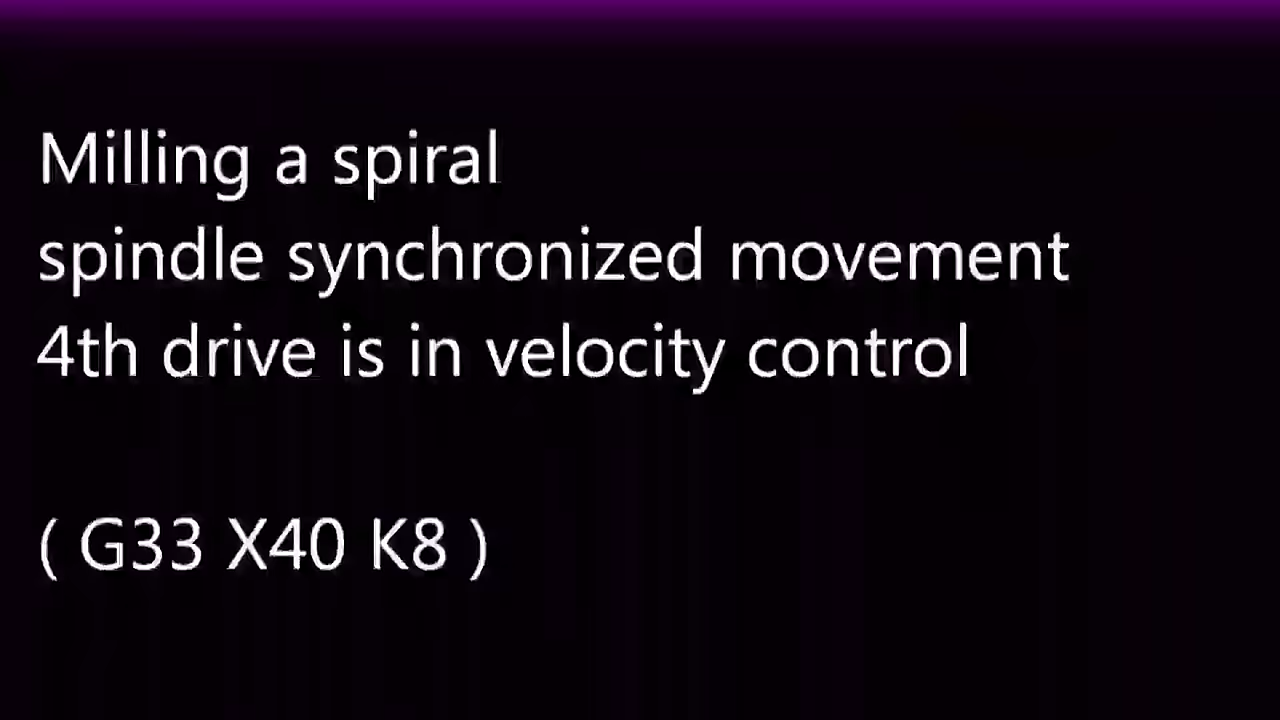 Milling a spiral
spindle synchronized movement
4th drive is in velocity control
( G33 X40 K8 )